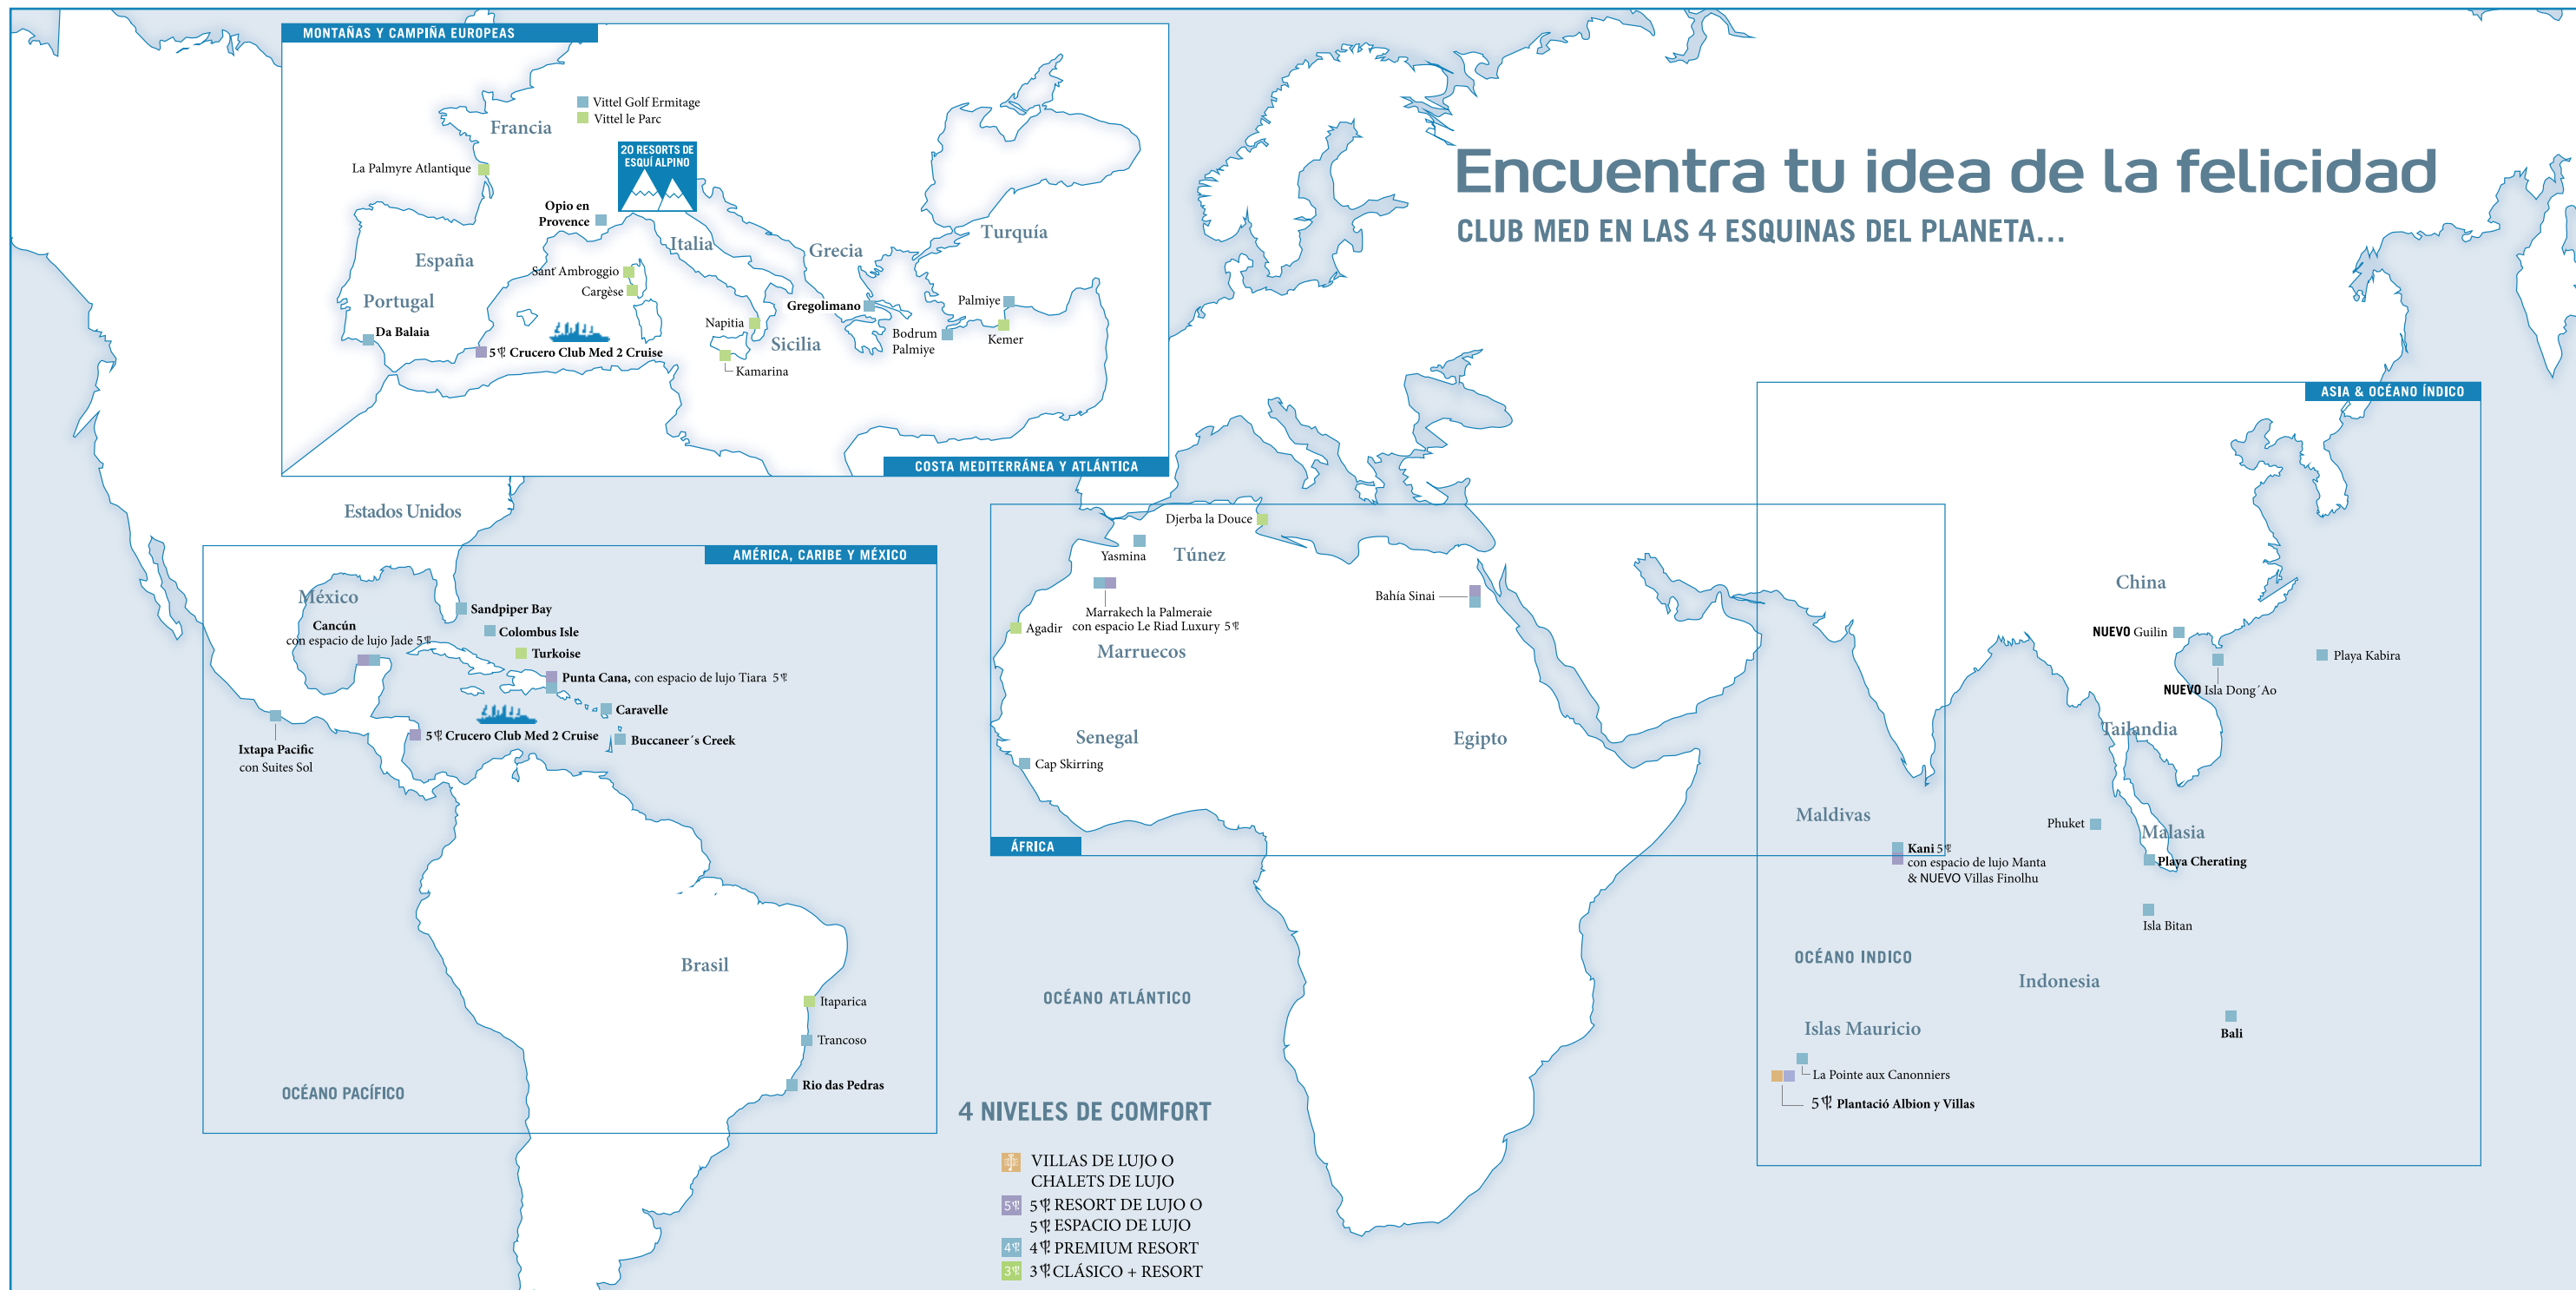 MONTAÑAS Y CAMPIÑA EUROPEAS
Vittel Golf Ermitage
Vittel le Parc
Francia
20 RESORTS DE
ESQUÍ ALPINO
La Palmyre Atlantique
Opio en
Provence
Italia
Grecia
Turquía
España
Sant Ambroggio
Cargèse
Portugal
Gregolimano
Palmiye
Da Balaia
Napitia
Bodrum
Palmiye
Kemer
Sicilia
5 Crucero Club Med 2 Cruise
Kamarina
COSTA MEDITERRÁNEA Y ATLÁNTICA
Encuentra tu idea de la felicidad
CLUB MED EN LAS 4 ESQUINAS DEL PLANETA...
Estados Unidos
AMÉRICA, CARIBE Y MÉXICO
México
Cancún
con espacio de lujo Jade 5
Sandpiper Bay
Colombus Isle
Turkoise
Punta Cana, con espacio de lujo Tiara 5
Caravelle
5 Crucero Club Med 2 Cruise
Buccaneer´s Creek
Ixtapa Pacific
con Suites Sol
Brasil
Itaparica
Trancoso
Rio das Pedras
OCÉANO PACÍFICO
Djerba la Douce
Yasmina
Túnez
Marrakech la Palmeraie
con espacio Le Riad Luxury 5
Agadir
Marruecos
Bahía Sinai
Senegal
Cap Skirring
Egipto
ÁFRICA
OCÉANO ATLÁNTICO
ASIA & OCÉANO ÍNDICO
China
NUEVO Guilin
Playa Kabira
NUEVO Isla Dong´Ao
Tailandia
Maldivas
Phuket
Malasia
Kani 5
con espacio de lujo Manta
& NUEVO Villas Finolhu
Playa Cherating
Isla Bitan
OCÉANO INDICO
Indonesia
Islas Mauricio
Bali
La Pointe aux Canonniers
5 Plantació Albion y Villas
4 NIVELES DE COMFORT
VILLAS DE LUJO O
CHALETS DE LUJO
5 5 RESORT DE LUJO O
5 ESPACIO DE LUJO
4 4 PREMIUM RESORT
3 3 CLÁSICO + RESORT